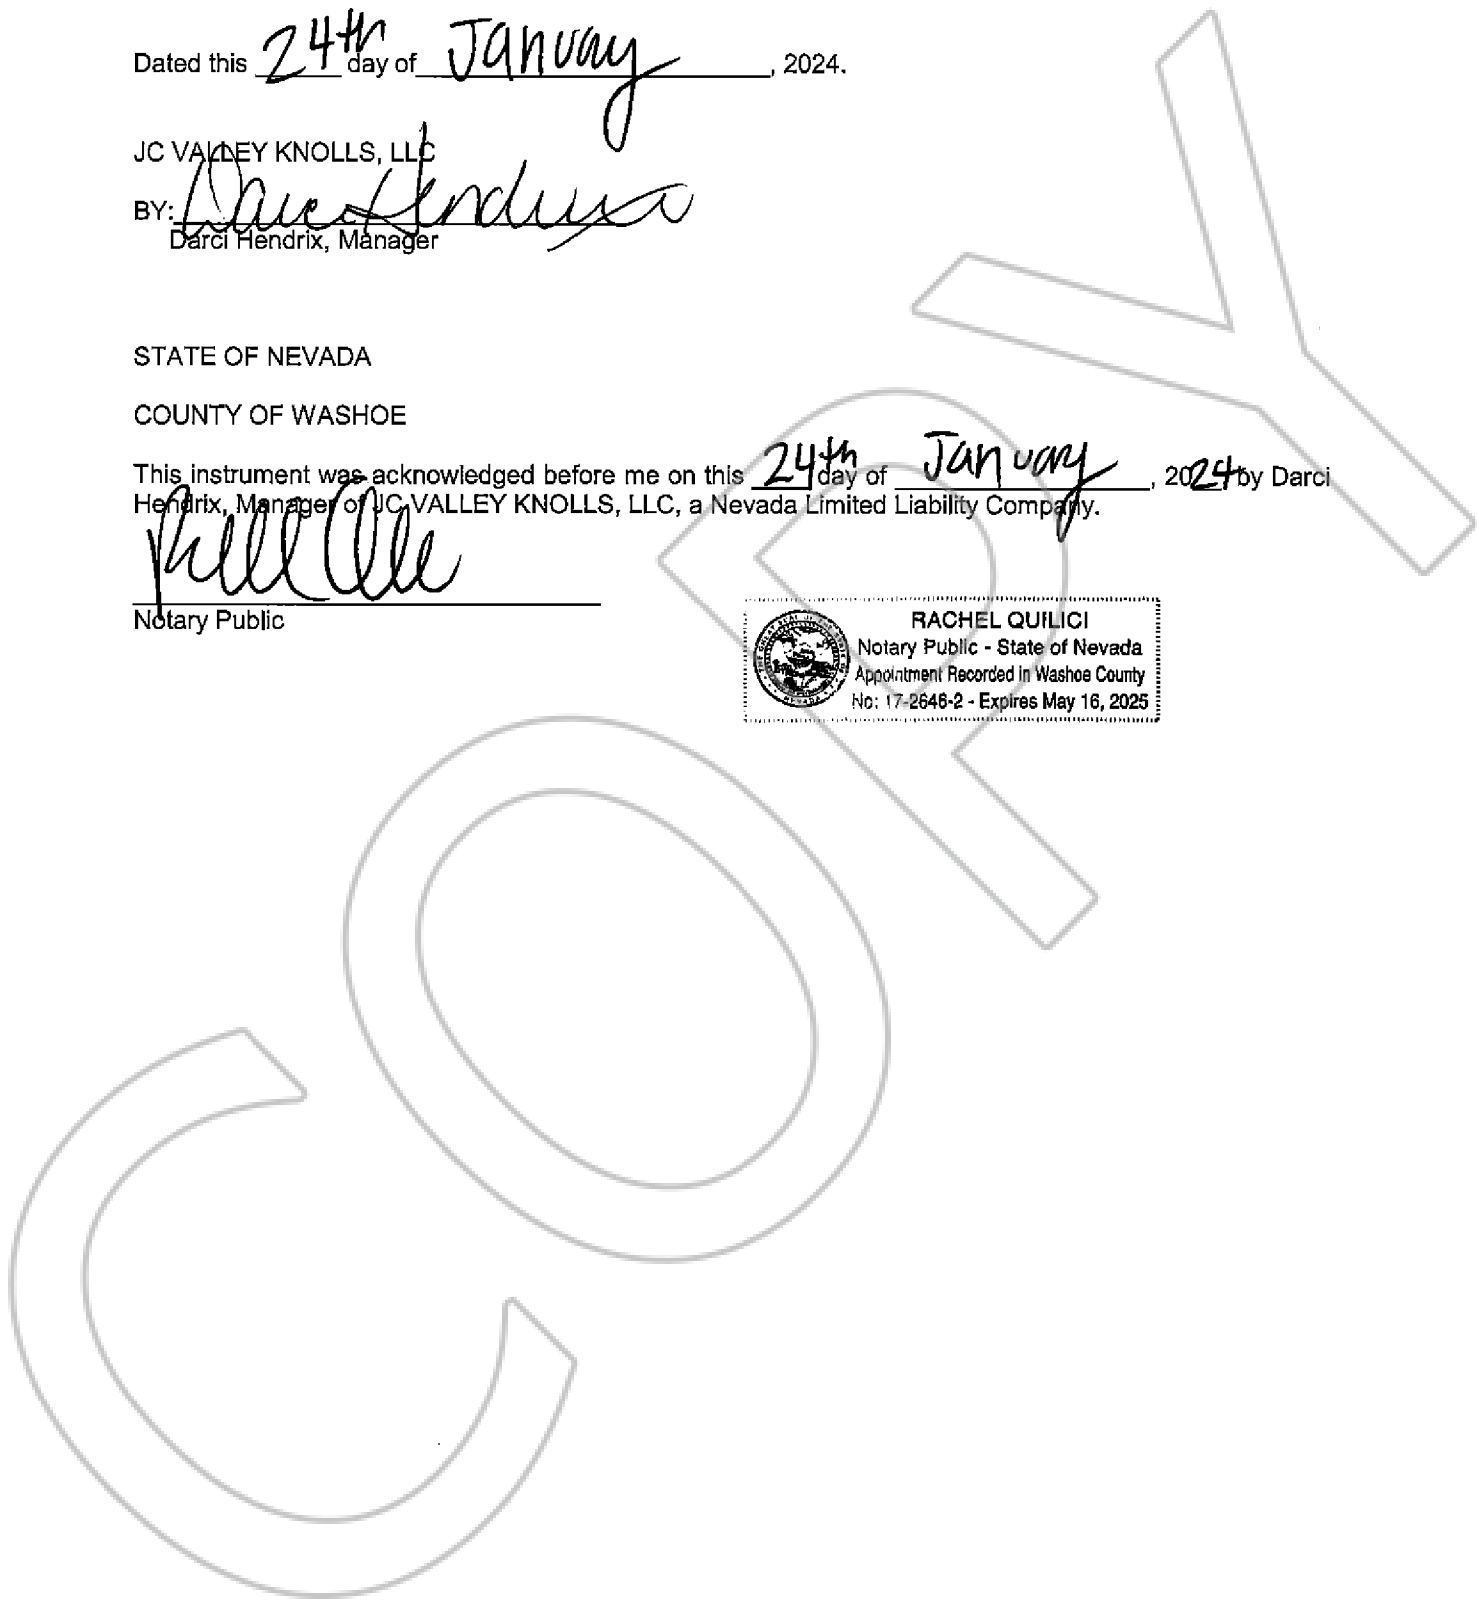 Dated this 24th day of January, 2024.
JC VALLEY KNOLLS, LLC
BY: Darci Hendrix
Darci Hendrix, Manager
STATE OF NEVADA
COUNTY OF WASHOE
This instrument was acknowledged before me on this 24th day of January, 2024 by Darci
Hendrix, Manager of JC VALLEY KNOLLS, LLC, a Nevada Limited Liability Company.
Notary Public
RACHEL QUILICI
Notary Public - State of Nevada
Appointment Recorded in Washoe County
No: 17-2646-2 - Expires May 16, 2025
COPY